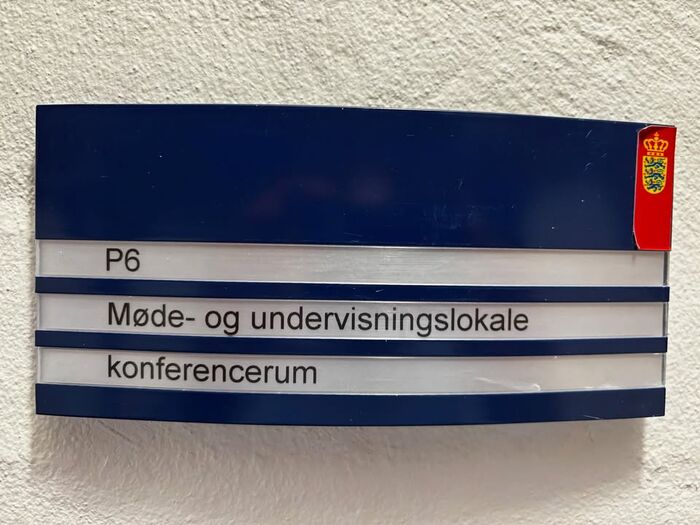 P6
Møde- og undervisningslokale
konferencerum